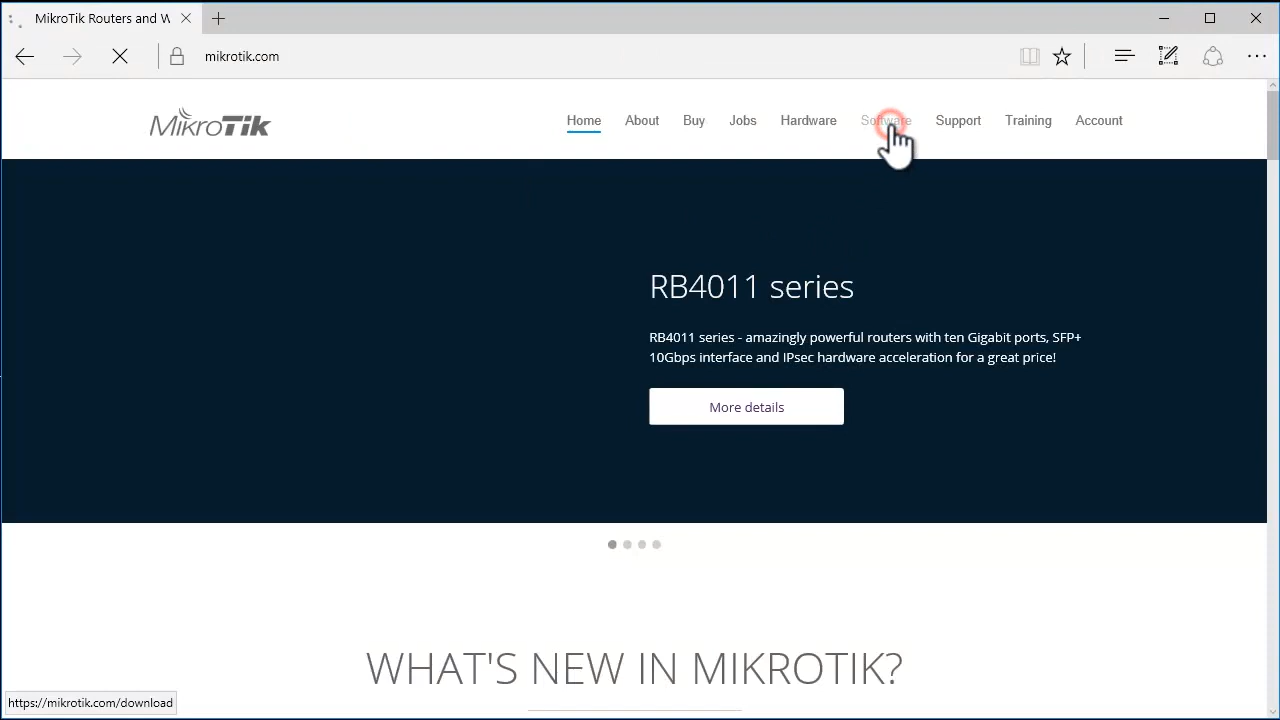 MikroTik Routers and W
mikrotik.com
MikroTik
Home
About
Buy
Jobs
Hardware
Software
Support
Training
Account
RB4011 series
RB4011 series - amazingly powerful routers with ten Gigabit ports, SFP+
10Gbps interface and IPsec hardware acceleration for a great price!
More details
WHAT'S NEW IN MIKROTIK?
https://mikrotik.com/download